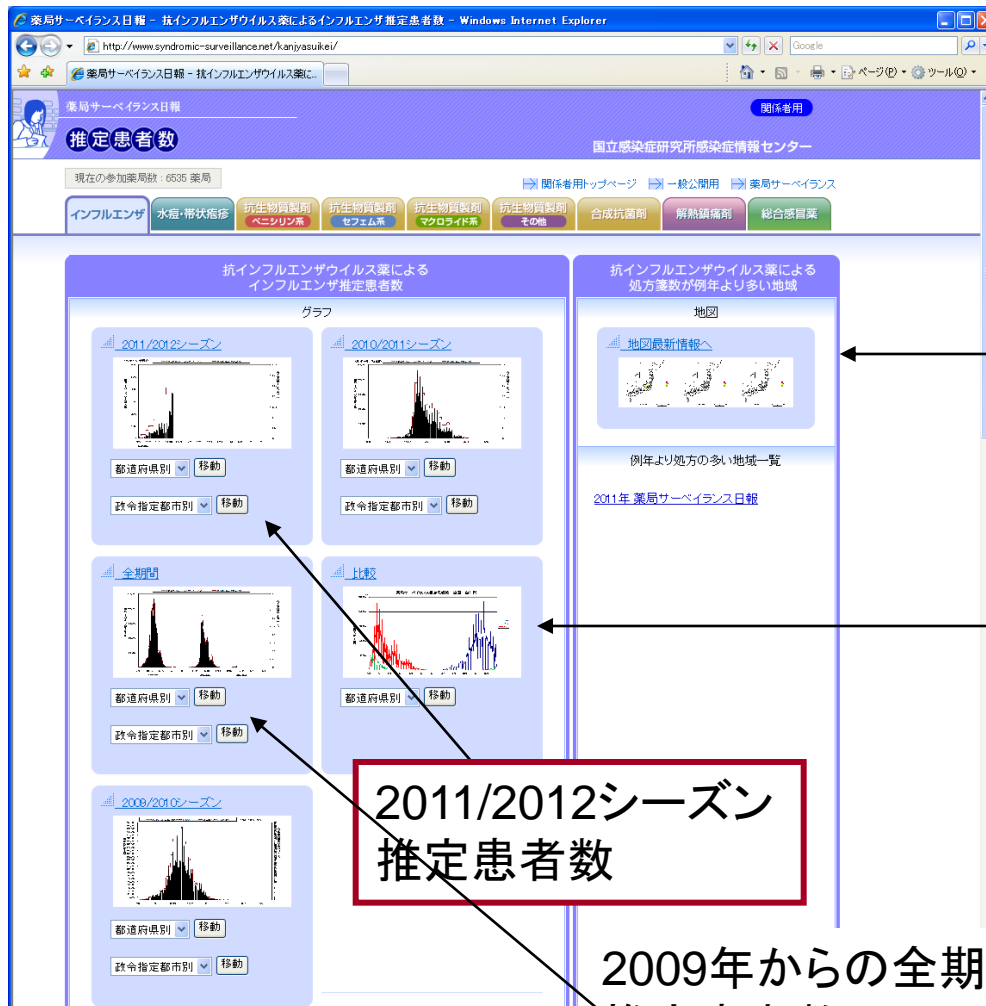 薬局サーベイランス日報 - 抗インフルエンザウイルス薬によるインフルエンザ推定患者数 - Windows Internet Explorer
http://www.syndromic-surveillance.net/kanjyasuikei/
Google
薬局サーベイランス日報 - 抗インフルエンザウイルス薬に...
ページ(P) ツール(O)
薬局サーベイランス日報
関係者用
推定患者数
国立感染症研究所感染症情報センター
現在の参加薬局数 : 6535 薬局
関係者用トップページ 一般公開用 薬局サーベイランス
インフルエンザ 水痘・帯状疱疹 抗生物質製剤 ペニシリン系 抗生物質製剤 セフェム系 抗生物質製剤 マクロライド系 抗生物質製剤 その他 合成抗菌剤 解熱鎮痛剤 総合感冒薬
抗インフルエンザウイルス薬による
インフルエンザ推定患者数
抗インフルエンザウイルス薬による
処方箋数が例年より多い地域
グラフ
地図
2011/2012シーズン
2010/2011シーズン
地図最新情報へ
都道府県別 移動
都道府県別 移動
例年より処方の多い地域一覧
政令指定都市別 移動
政令指定都市別 移動
2011年 薬局サーベイランス日報
全期間
比較
都道府県別 移動
都道府県別 移動
政令指定都市別 移動
2011/2012シーズン
推定患者数
2009/2010シーズン
都道府県別 移動
政令指定都市別 移動
2009年からの全期